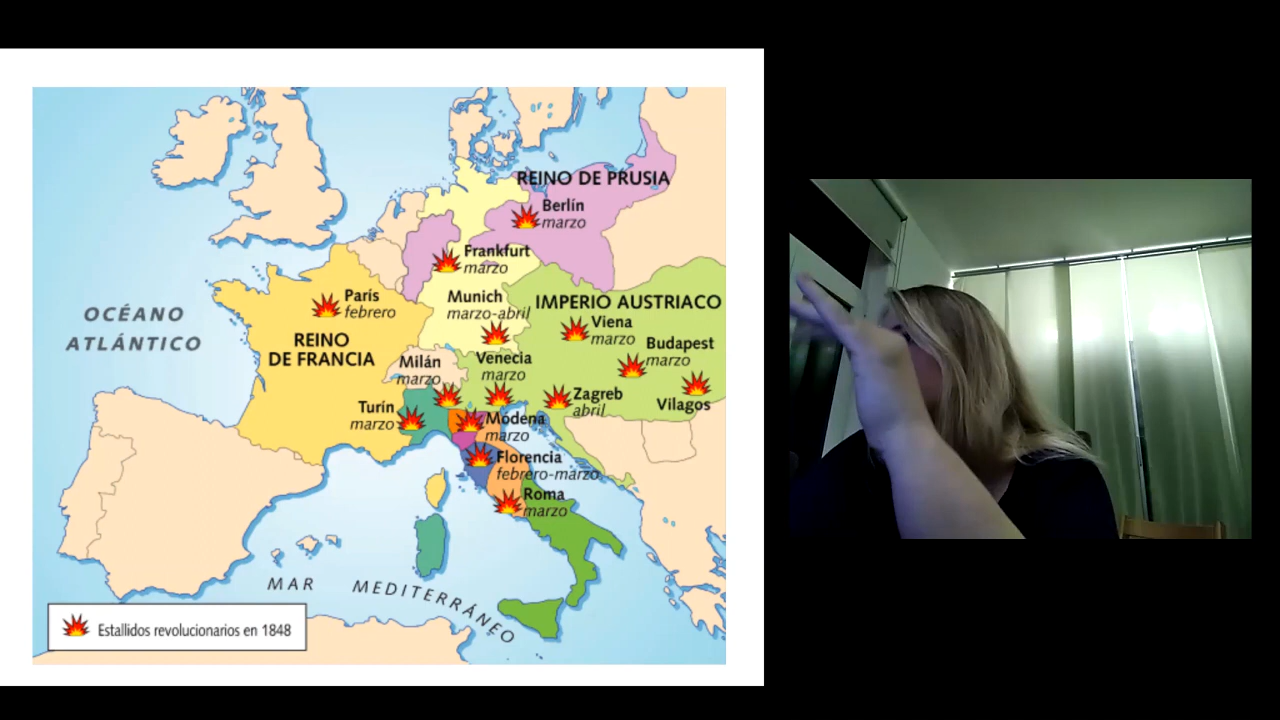 REINO DE PRUSIA
Berlín
marzo
Frankfurt
marzo
París
febrero
Munich
marzo-abril
IMPERIO AUSTRIACO
Viena
marzo
OCÉANO
ATLÁNTICO
REINO
DE FRANCIA
Budapest
marzo
Milán
marzo
Venecia
marzo
Zagreb
abril
Vilagos
Turín
marzo
Módena
marzo
Florencia
febrero-marzo
Roma
marzo
MAR MEDITERRÁNEO
Estallidos revolucionarios en 1848